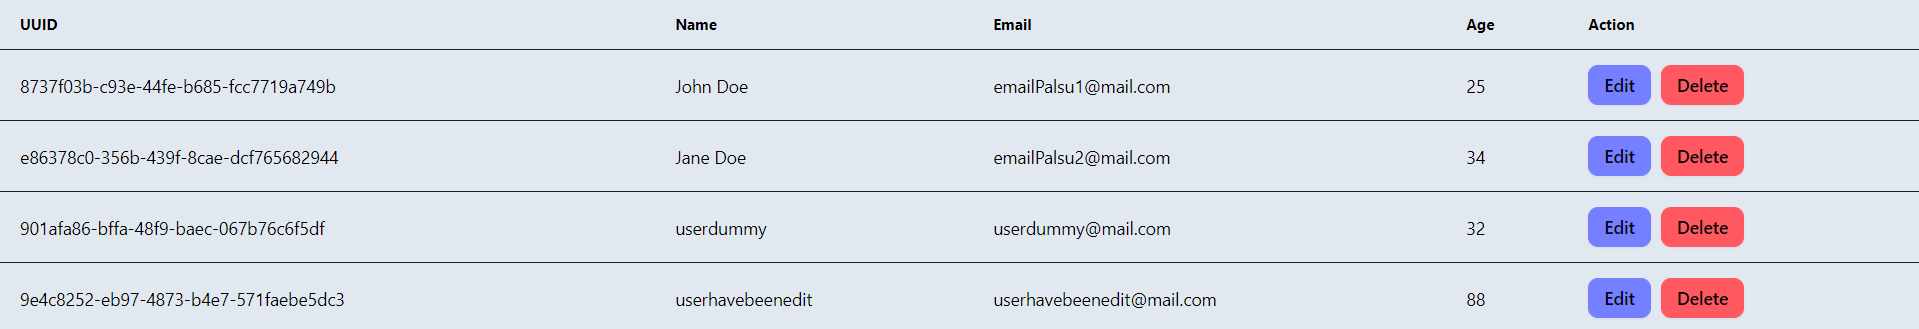 UUID Name Email Age Action
8737f03b-c93e-44fe-b685-fcc7719a749b John Doe emailPalsu1@mail.com 25 Edit Delete
e86378c0-356b-439f-8cae-dcf765682944 Jane Doe emailPalsu2@mail.com 34 Edit Delete
901afa86-bffa-48f9-baec-067b76c6f5df userdummy userdummy@mail.com 32 Edit Delete
9e4c8252-eb97-4873-b4e7-571faebe5dc3 userhavebeenedit userhavebeenedit@mail.com 88 Edit Delete